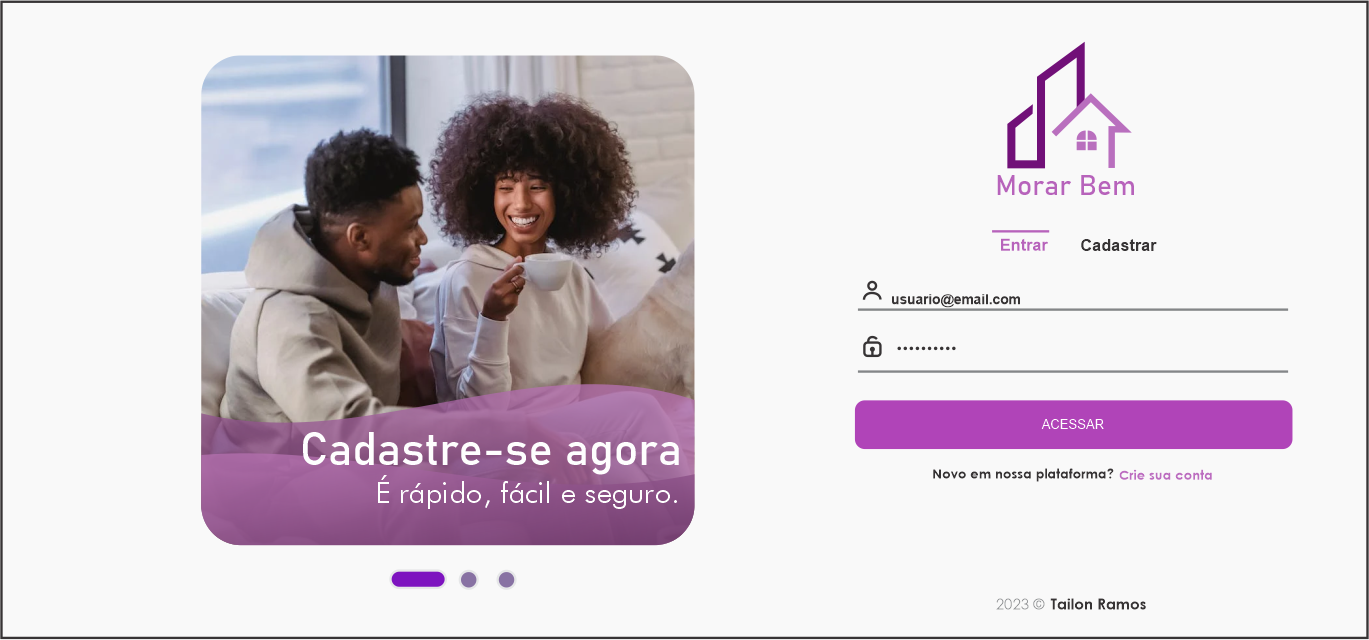 Morar Bem
Entrar
Cadastrar
usuario@email.com
••••••••••
ACESSAR
Novo em nossa plataforma? Crie sua conta
Cadastre-se agora
É rápido, fácil e seguro.
2023 © Tailon Ramos